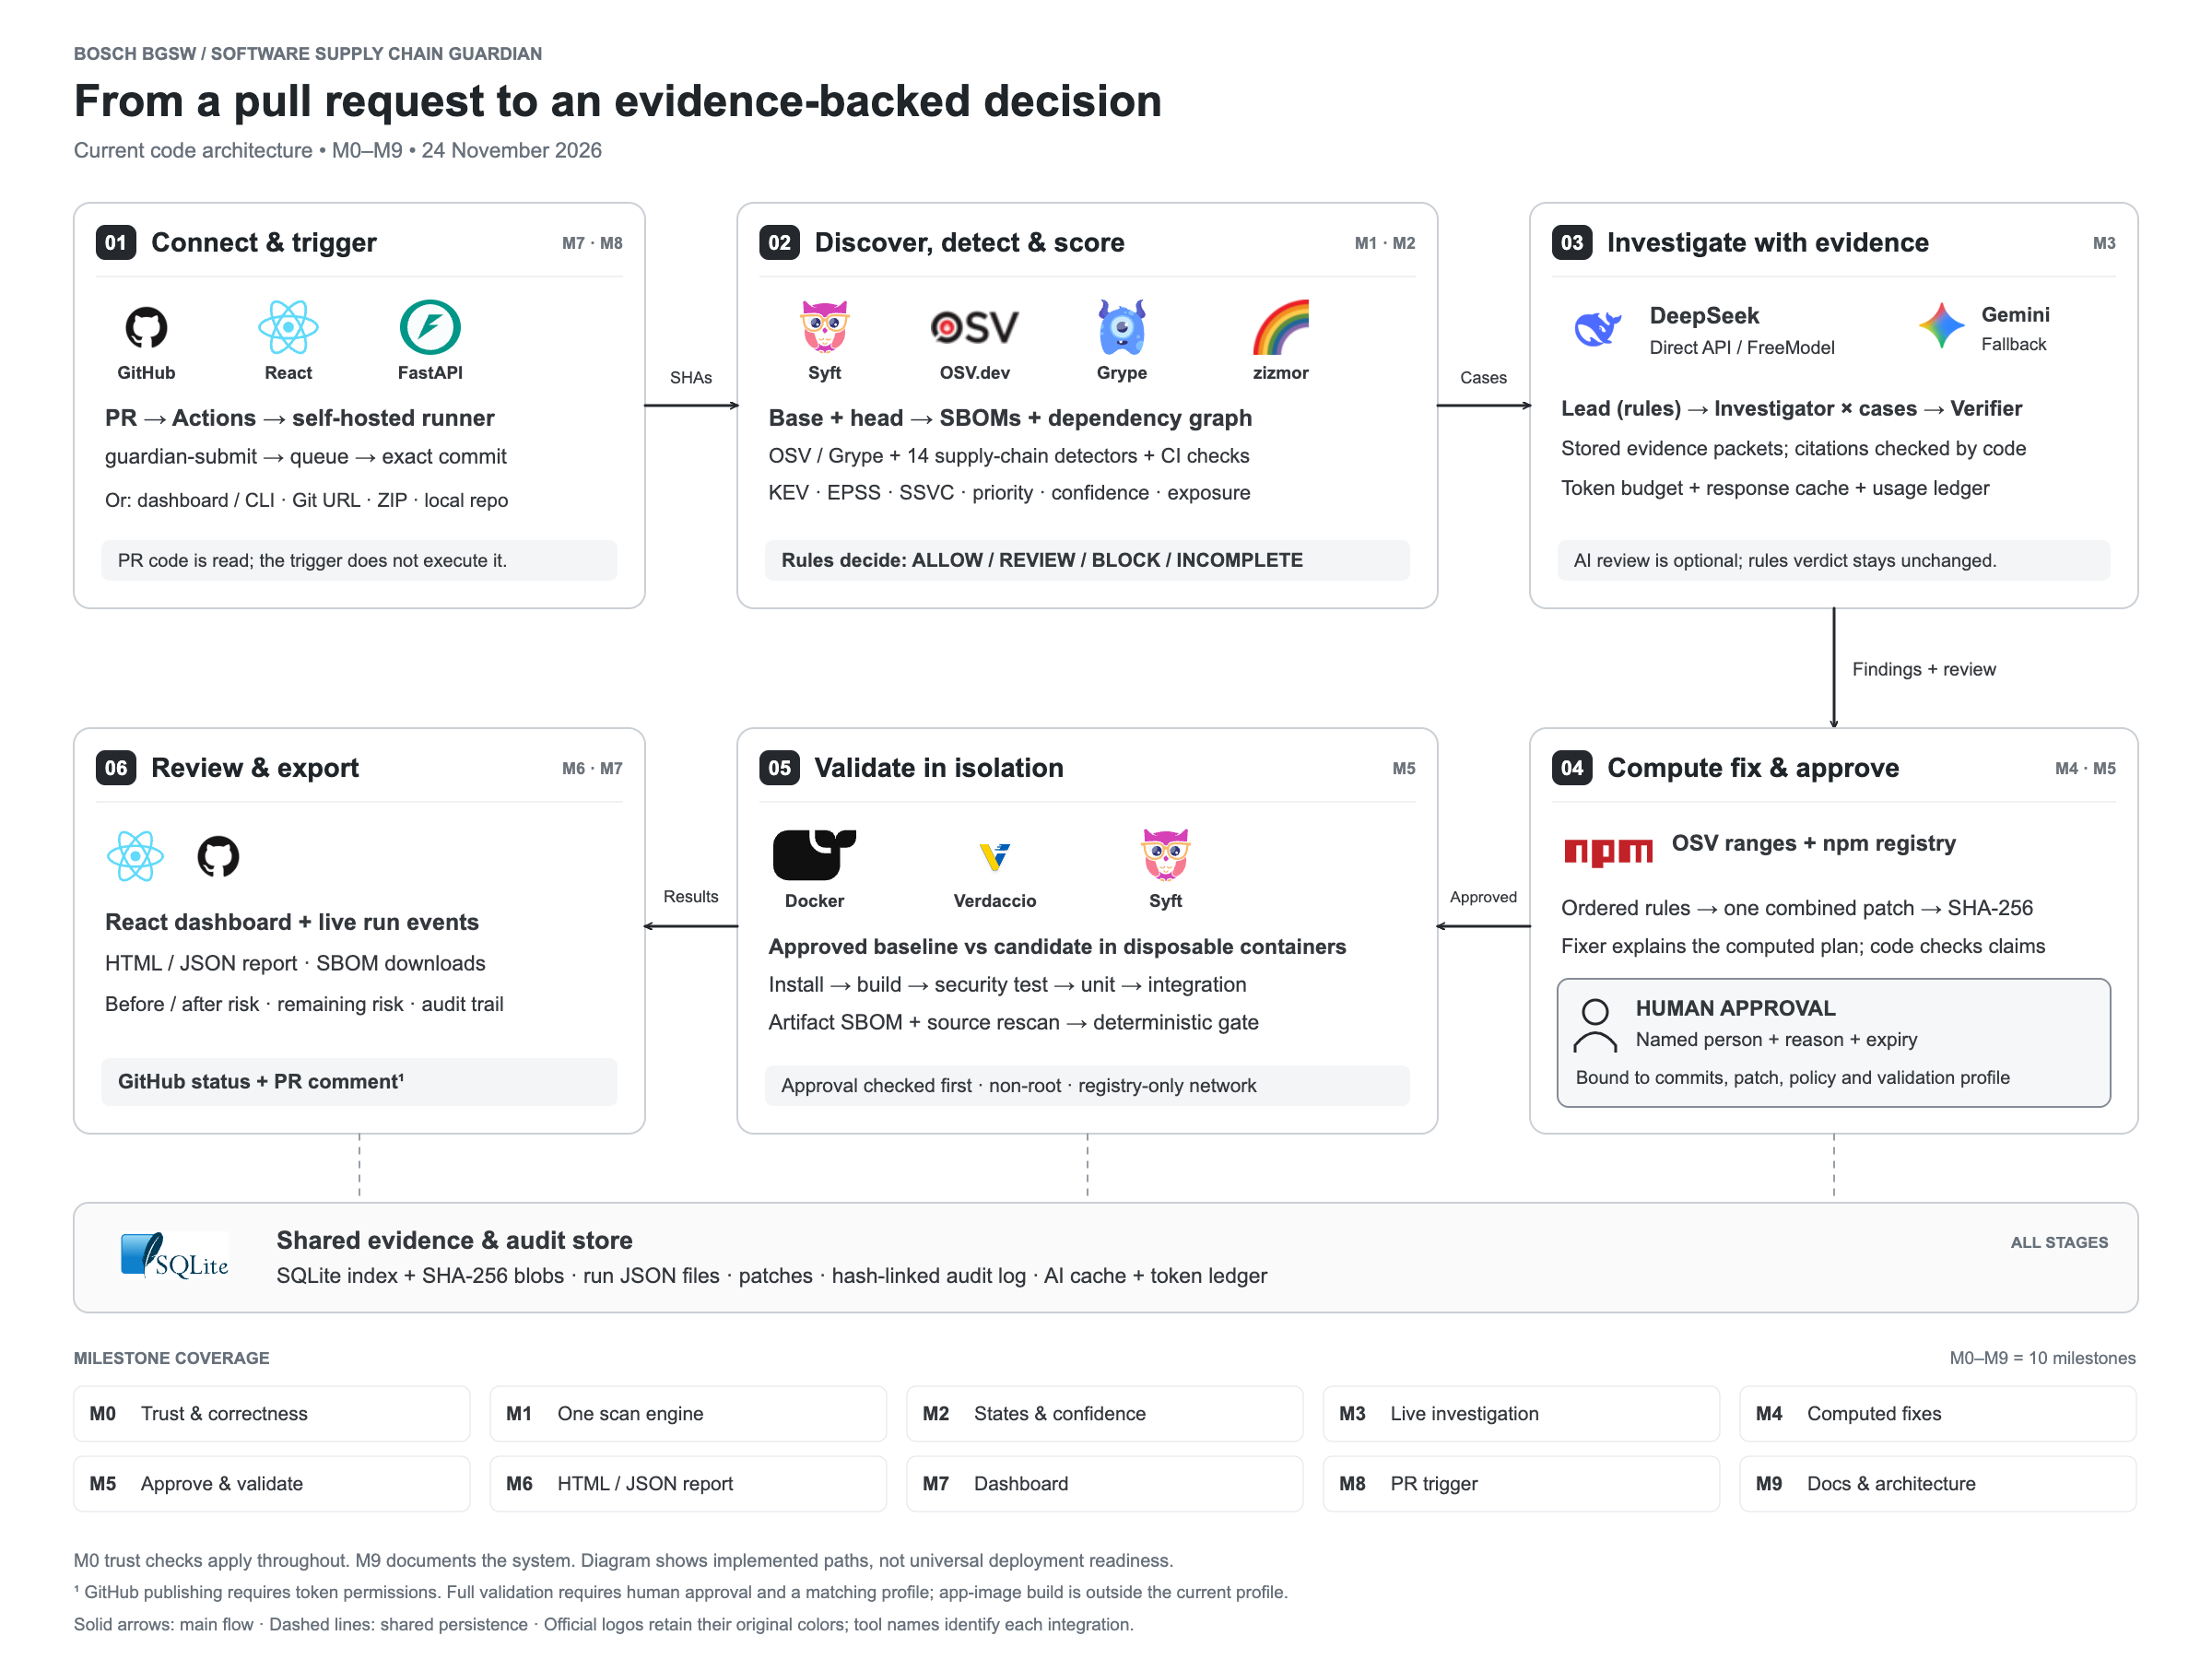 BOSCH BGSW / SOFTWARE SUPPLY CHAIN GUARDIAN
From a pull request to an evidence-backed decision
Current code architecture • M0–M9 • 24 November 2026
01 Connect & trigger M7 · M8
GitHub React FastAPI
PR → Actions → self-hosted runner
guardian-submit → queue → exact commit
Or: dashboard / CLI · Git URL · ZIP · local repo
PR code is read; the trigger does not execute it.
SHAs
02 Discover, detect & score M1 · M2
OSV
Syft OSV.dev Grype zizmor
Base + head → SBOMs + dependency graph
OSV / Grype + 14 supply-chain detectors + CI checks
KEV · EPSS · SSVC · priority · confidence · exposure
Rules decide: ALLOW / REVIEW / BLOCK / INCOMPLETE
Cases
03 Investigate with evidence M3
DeepSeek
Direct API / FreeModel
Gemini
Fallback
Lead (rules) → Investigator × cases → Verifier
Stored evidence packets; citations checked by code
Token budget + response cache + usage ledger
AI review is optional; rules verdict stays unchanged.
Findings + review
06 Review & export M6 · M7
React dashboard + live run events
HTML / JSON report · SBOM downloads
Before / after risk · remaining risk · audit trail
GitHub status + PR comment¹
Results
05 Validate in isolation M5
Docker Verdaccio Syft
Approved baseline vs candidate in disposable containers
Install → build → security test → unit → integration
Artifact SBOM + source rescan → deterministic gate
Approval checked first · non-root · registry-only network
Approved
04 Compute fix & approve M4 · M5
npm OSV ranges + npm registry
Ordered rules → one combined patch → SHA-256
Fixer explains the computed plan; code checks claims
HUMAN APPROVAL
Named person + reason + expiry
Bound to commits, patch, policy and validation profile
SQLite
Shared evidence & audit store
SQLite index + SHA-256 blobs · run JSON files · patches · hash-linked audit log · AI cache + token ledger
ALL STAGES
MILESTONE COVERAGE M0–M9 = 10 milestones
M0 Trust & correctness
M1 One scan engine
M2 States & confidence
M3 Live investigation
M4 Computed fixes
M5 Approve & validate
M6 HTML / JSON report
M7 Dashboard
M8 PR trigger
M9 Docs & architecture
M0 trust checks apply throughout. M9 documents the system. Diagram shows implemented paths, not universal deployment readiness.
¹ GitHub publishing requires token permissions. Full validation requires human approval and a matching profile; app-image build is outside the current profile.
Solid arrows: main flow · Dashed lines: shared persistence · Official logos retain their original colors; tool names identify each integration.